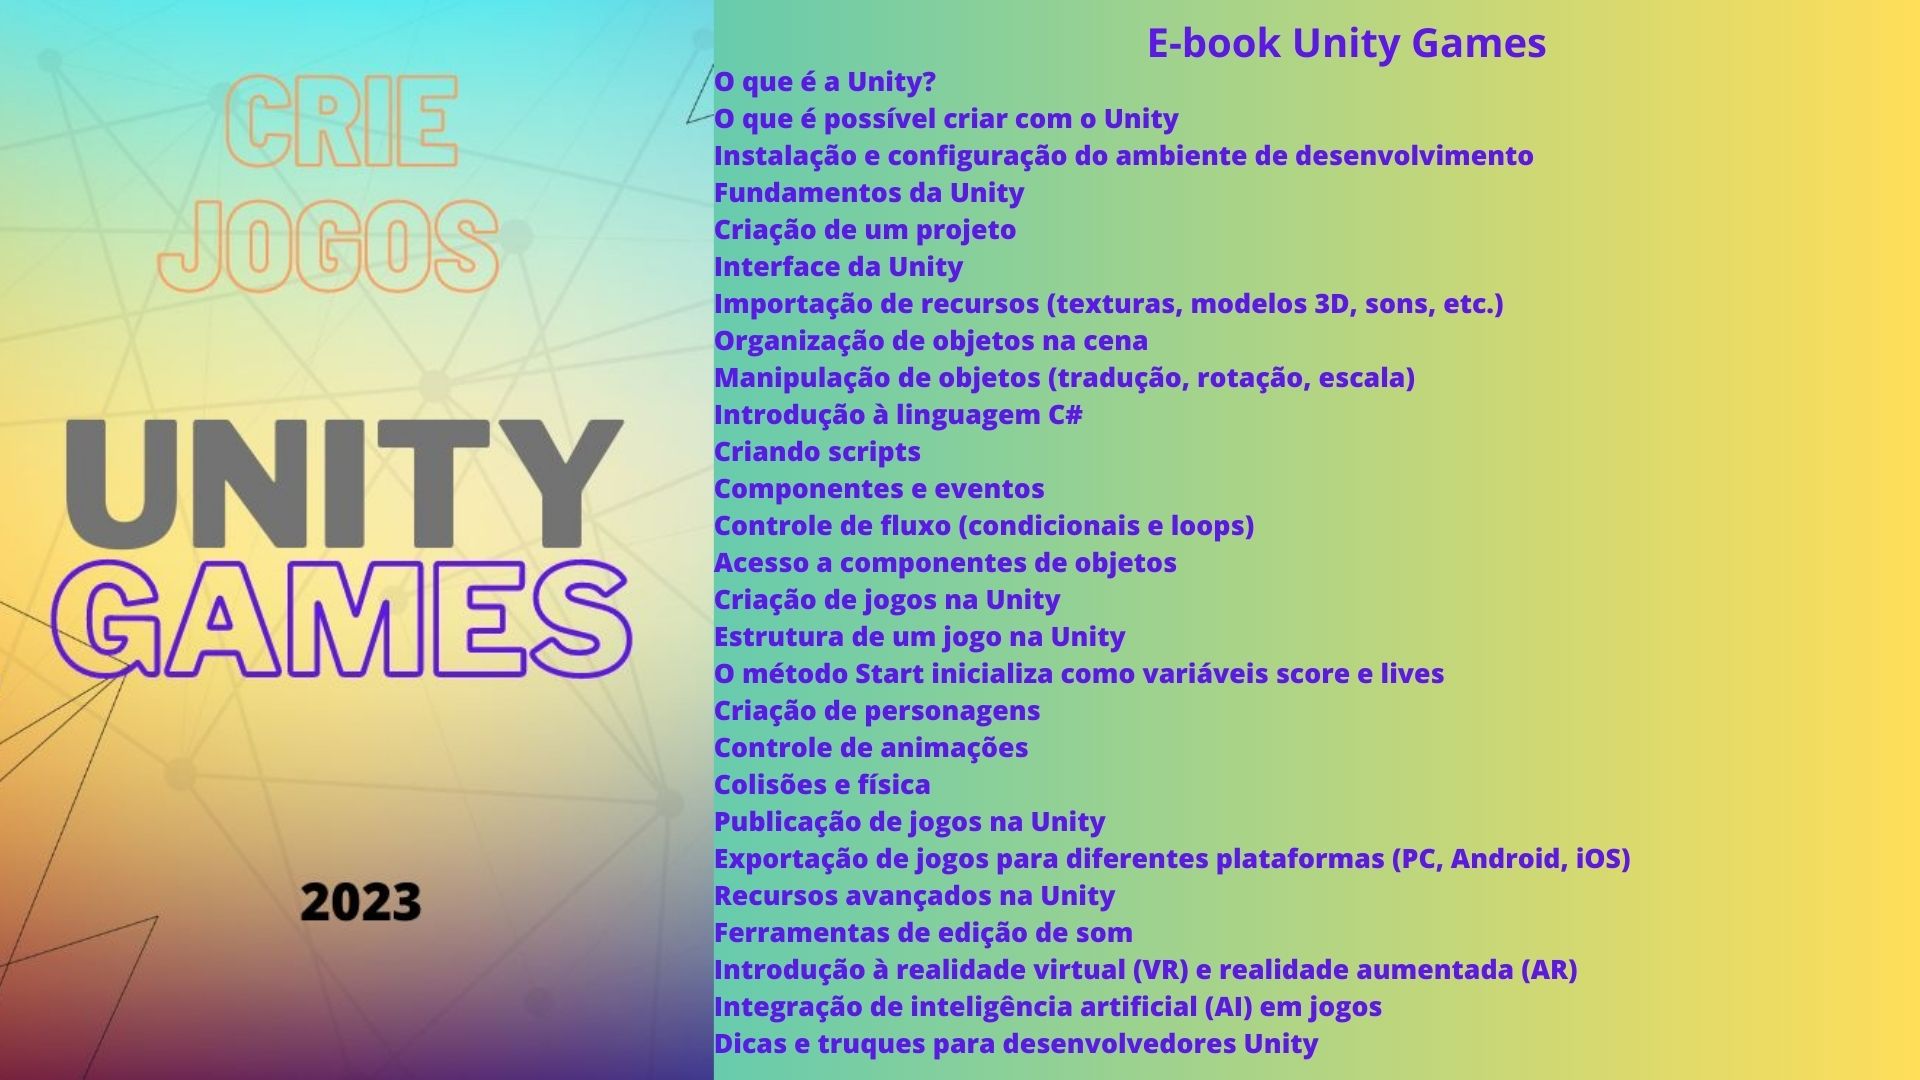 CRIE
JOGOS
UNITY
GAMES
2023
E-book Unity Games
O que é a Unity?
O que é possível criar com o Unity
Instalação e configuração do ambiente de desenvolvimento
Fundamentos da Unity
Criação de um projeto
Interface da Unity
Importação de recursos (texturas, modelos 3D, sons, etc.)
Organização de objetos na cena
Manipulação de objetos (tradução, rotação, escala)
Introdução à linguagem C#
Criando scripts
Componentes e eventos
Controle de fluxo (condicionais e loops)
Acesso a componentes de objetos
Criação de jogos na Unity
Estrutura de um jogo na Unity
O método Start inicializa como variáveis score e lives
Criação de personagens
Controle de animações
Colisões e física
Publicação de jogos na Unity
Exportação de jogos para diferentes plataformas (PC, Android, iOS)
Recursos avançados na Unity
Ferramentas de edição de som
Introdução à realidade virtual (VR) e realidade aumentada (AR)
Integração de inteligência artificial (AI) em jogos
Dicas e truques para desenvolvedores Unity